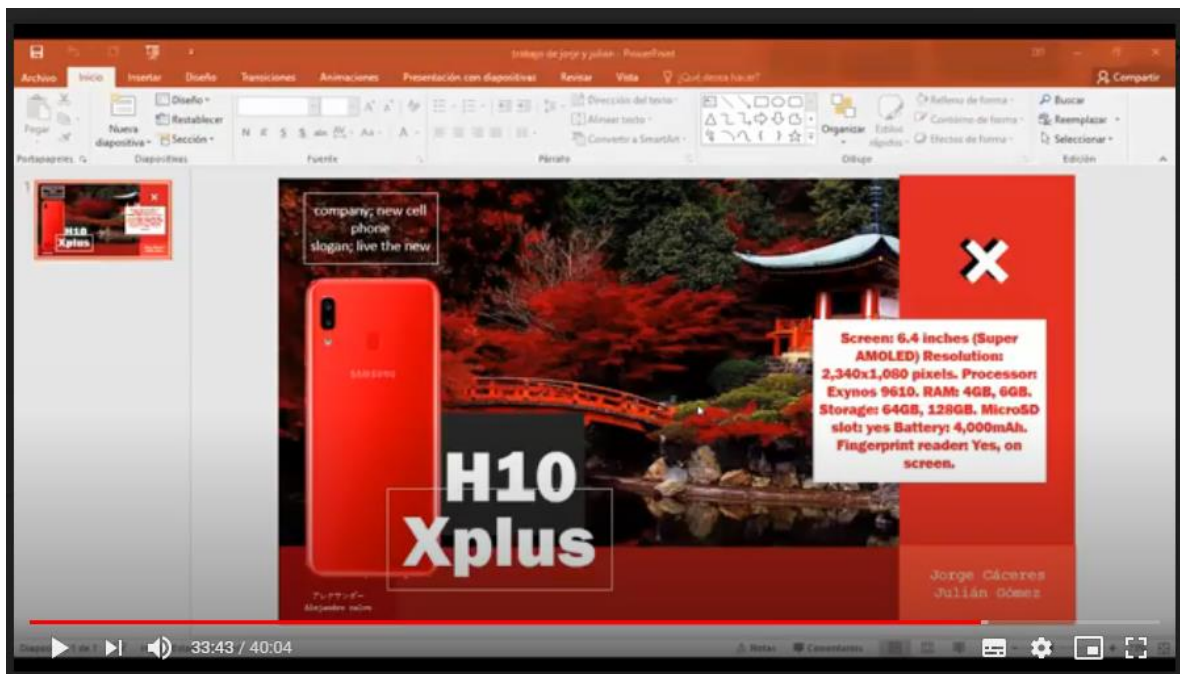 trabajo de jorje y julian - PowerPoint
Archivo Inicio Insertar Diseño Transiciones Animaciones Presentación con diapositivas Revisar Vista ¿Qué desea hacer? Compartir
Pegar
Nueva diapositiva
Diseño
Restablecer
Sección
N K S S abc Aa A
Dirección del texto
Alinear texto
Convertir a SmartArt
Organizar
Estilos rápidos
Relleno de forma
Contorno de forma
Efectos de forma
Buscar
Reemplazar
Seleccionar
Portapapeles Diapositivas Fuente Párrafo Dibujo Edición
1
H10
Xplus
company; new cell
phone
slogan; live the new
SAMSUNG
H10
Xplus
Screen: 6.4 inches (Super
AMOLED) Resolution:
2,340x1,080 pixels. Processor:
Exynos 9610. RAM: 4GB, 6GB.
Storage: 64GB, 128GB. MicroSD
slot: yes Battery: 4,000mAh.
Fingerprint reader: Yes, on
screen.
Jorge Cáceres
Julián Gómez
33:43 / 40:04
Notas Comentarios